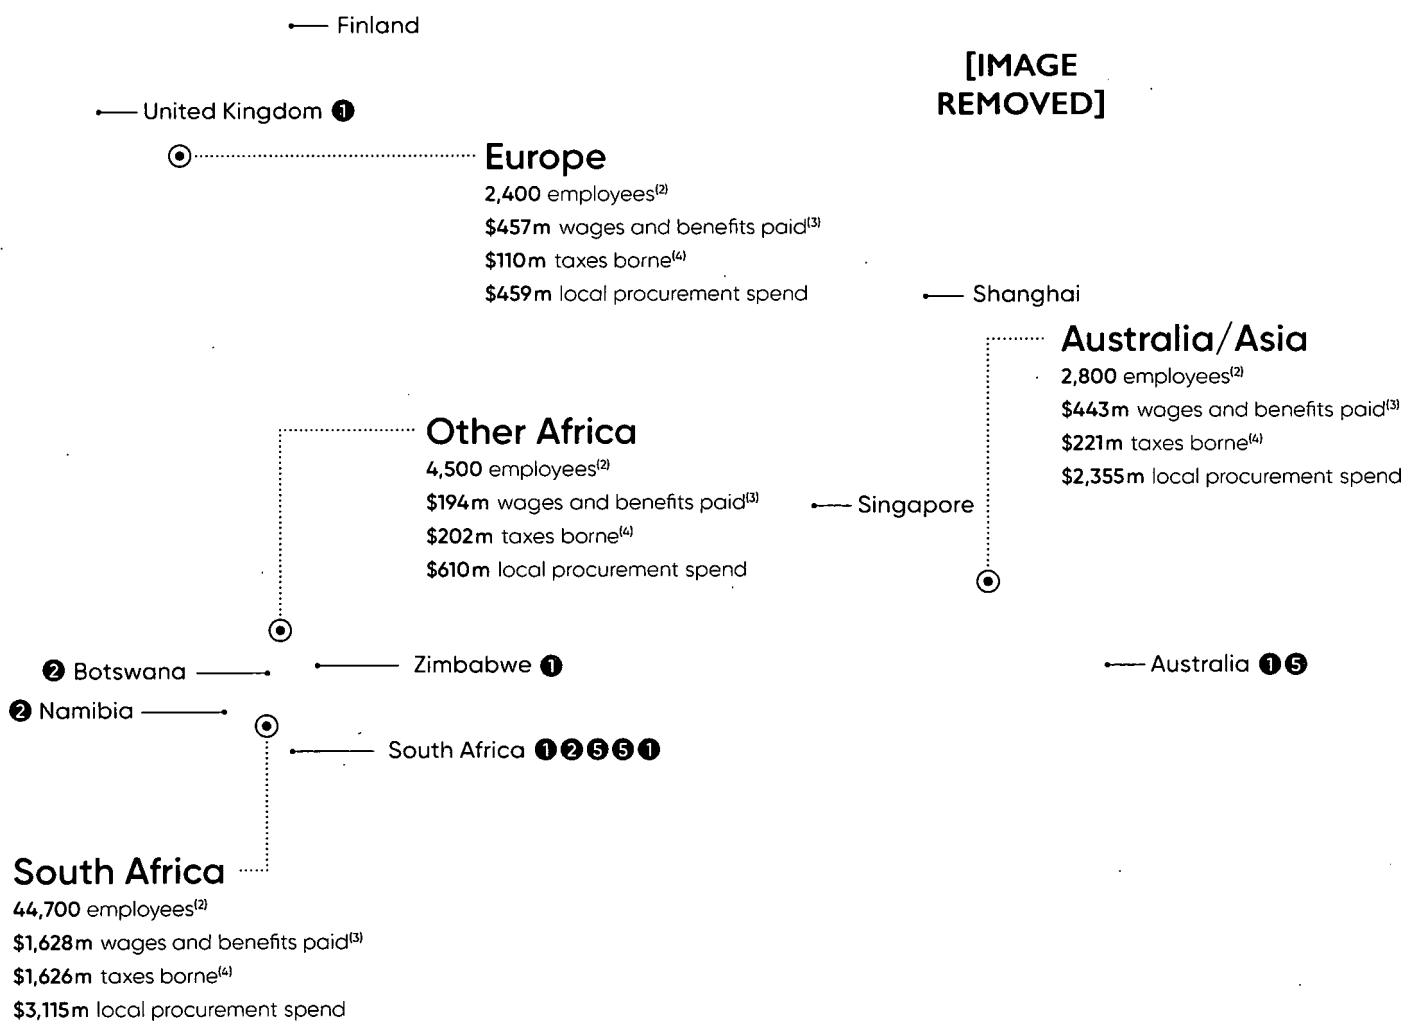 Finland
[IMAGE
REMOVED]
United Kingdom 1
Europe
2,400 employees(2)
$457m wages and benefits paid(3)
$110m taxes borne(4)
$459m local procurement spend
Shanghai
Australia/Asia
2,800 employees(2)
$443m wages and benefits paid(3)
$221m taxes borne(4)
$2,355m local procurement spend
Other Africa
4,500 employees(2)
$194m wages and benefits paid(3)
$202m taxes borne(4)
$610m local procurement spend
Singapore
2 Botswana
Zimbabwe 1
Australia 1 5
2 Namibia
South Africa 1 2 5 5 1
South Africa
44,700 employees(2)
$1,628m wages and benefits paid(3)
$1,626m taxes borne(4)
$3,115m local procurement spend